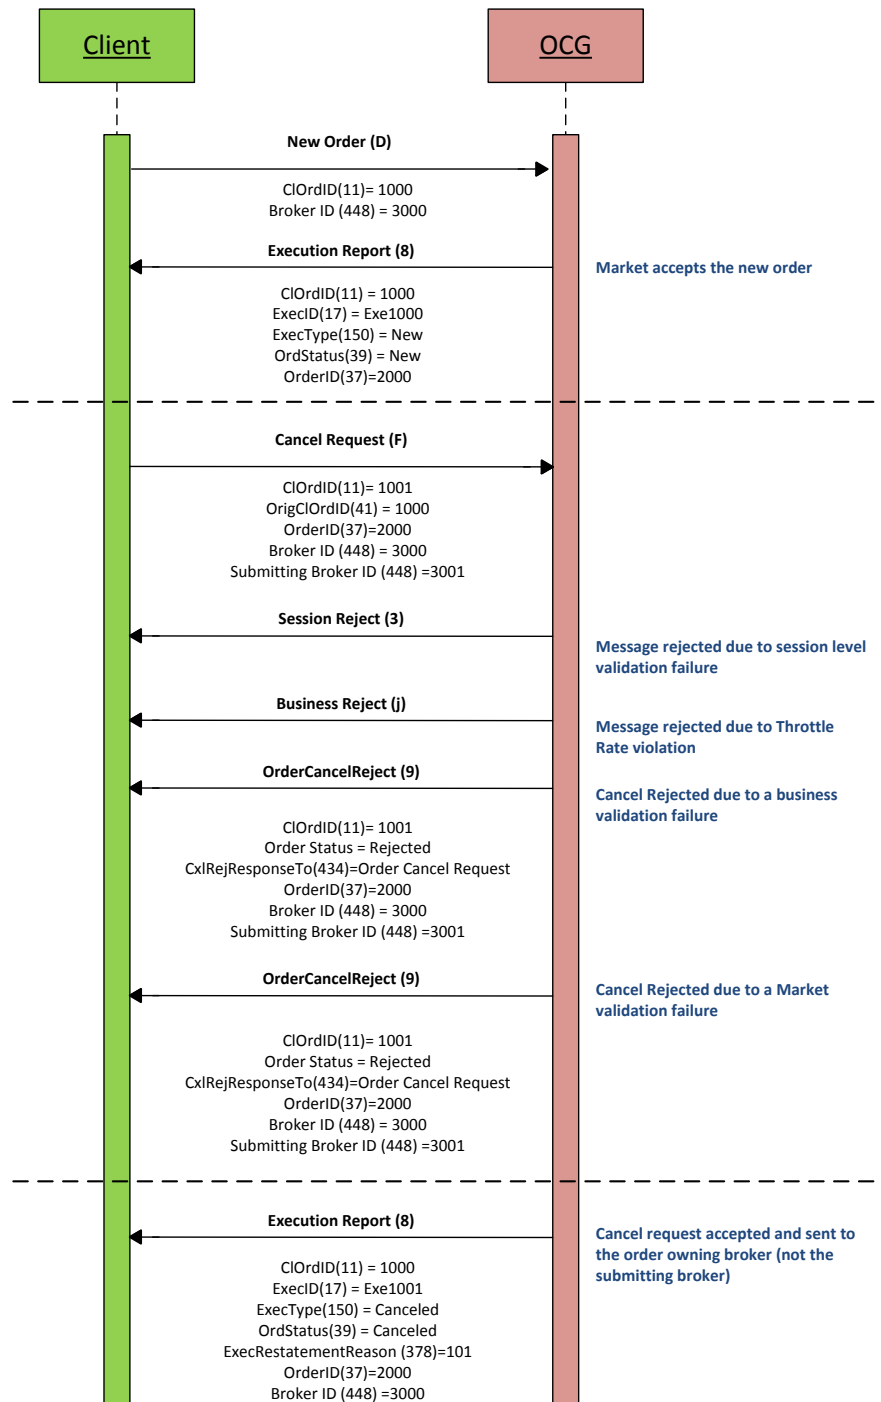 Client
OCG
New Order (D)
ClOrdID(11)= 1000
Broker ID (448) = 3000
Execution Report (8)
Market accepts the new order
ClOrdID(11) = 1000
ExecID(17) = Exe1000
ExecType(150) = New
OrdStatus(39) = New
OrderID(37)=2000
Cancel Request (F)
ClOrdID(11)= 1001
OrigClOrdID(41) = 1000
OrderID(37)=2000
Broker ID (448) = 3000
Submitting Broker ID (448) =3001
Session Reject (3)
Message rejected due to session level
validation failure
Business Reject (j)
Message rejected due to Throttle
Rate violation
OrderCancelReject (9)
Cancel Rejected due to a business
validation failure
ClOrdID(11)= 1001
Order Status = Rejected
CxlRejResponseTo(434)=Order Cancel Request
OrderID(37)=2000
Broker ID (448) = 3000
Submitting Broker ID (448) =3001
OrderCancelReject (9)
Cancel Rejected due to a Market
validation failure
ClOrdID(11)= 1001
Order Status = Rejected
CxlRejResponseTo(434)=Order Cancel Request
OrderID(37)=2000
Broker ID (448) = 3000
Submitting Broker ID (448) =3001
Execution Report (8)
Cancel request accepted and sent to
the order owning broker (not the
submitting broker)
ClOrdID(11) = 1000
ExecID(17) = Exe1001
ExecType(150) = Canceled
OrdStatus(39) = Canceled
ExecRestatementReason (378)=101
OrderID(37)=2000
Broker ID (448) =3000